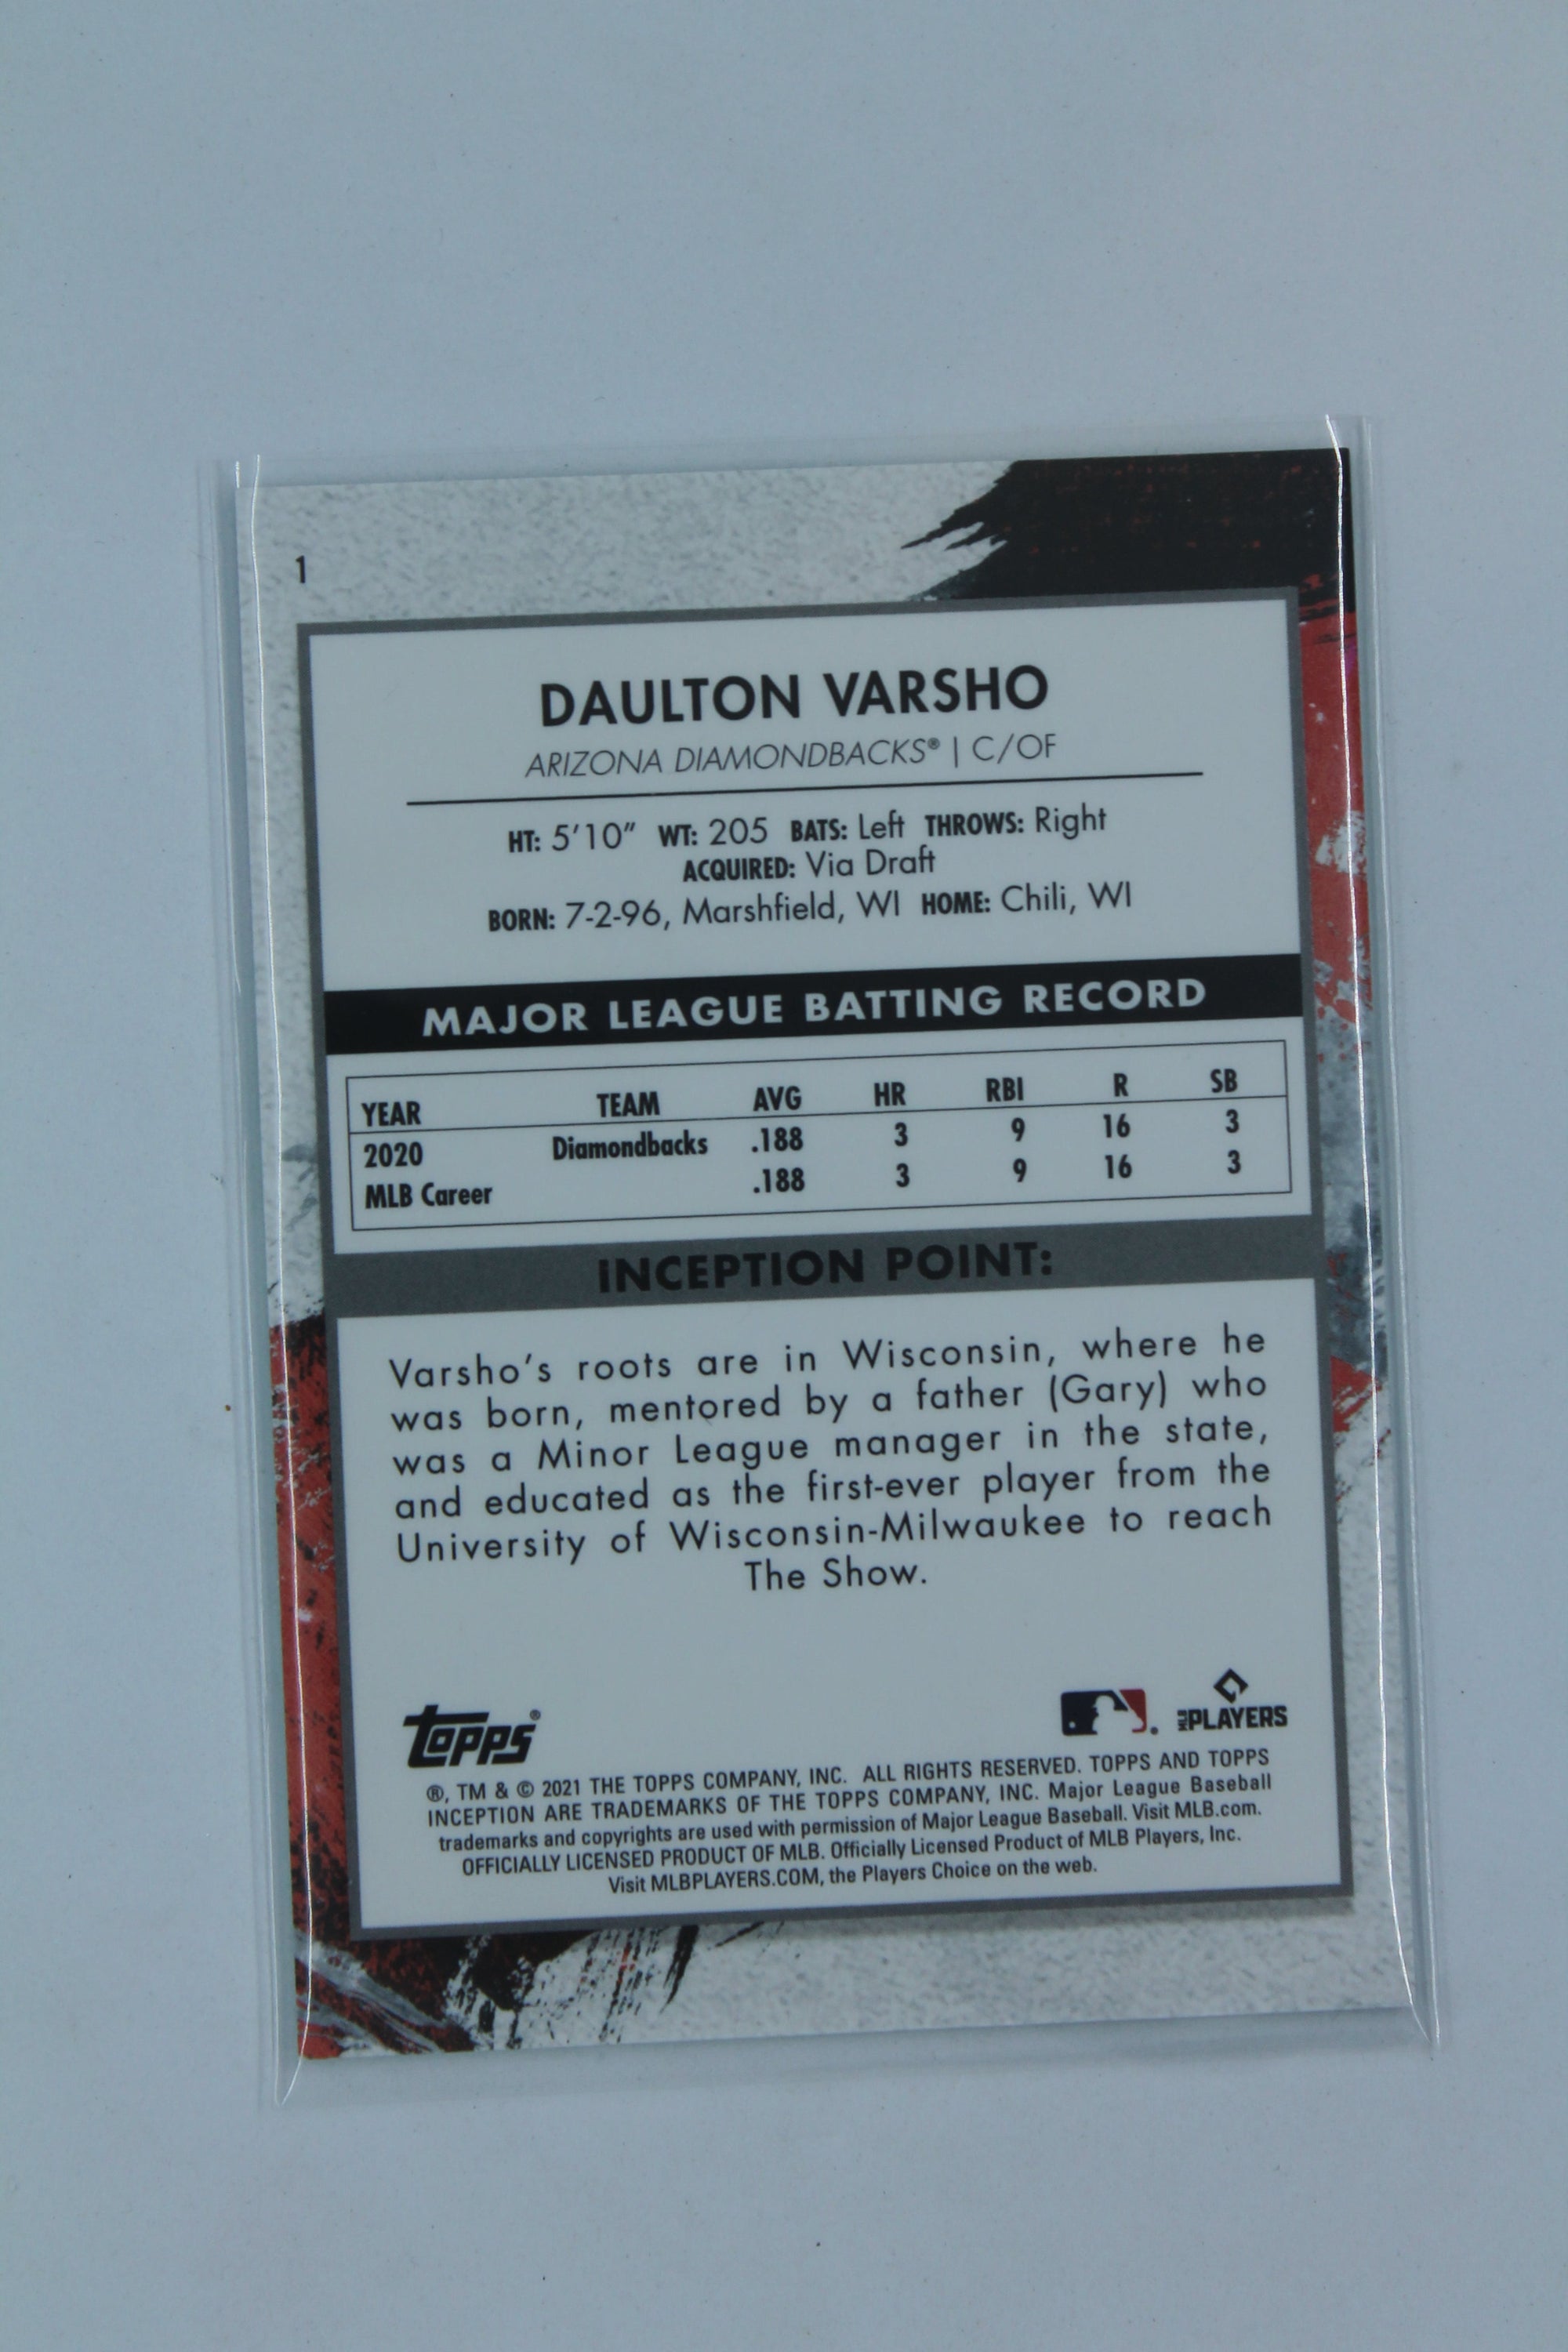 1
DAULTON VARSHO
ARIZONA DIAMONDBACKS® | C/OF
HT: 5'10" WT: 205 BATS: Left THROWS: Right
ACQUIRED: Via Draft
BORN: 7-2-96, Marshfield, WI HOME: Chili, WI
MAJOR LEAGUE BATTING RECORD
YEAR TEAM AVG HR RBI R SB
2020 Diamondbacks .188 3 9 16 3
MLB Career .188 3 9 16 3
INCEPTION POINT:
Varsho's roots are in Wisconsin, where he
was born, mentored by a father (Gary) who
was a Minor League manager in the state,
and educated as the first-ever player from the
University of Wisconsin-Milwaukee to reach
The Show.
Topps®
MLB PLAYERS
®, TM & © 2021 THE TOPPS COMPANY, INC. ALL RIGHTS RESERVED. TOPPS AND TOPPS
INCEPTION ARE TRADEMARKS OF THE TOPPS COMPANY, INC. Major League Baseball
trademarks and copyrights are used with permission of Major League Baseball. Visit MLB.com.
OFFICIALLY LICENSED PRODUCT OF MLB. Officially Licensed Product of MLB Players, Inc.
Visit MLBPLAYERS.COM, the Players Choice on the web.